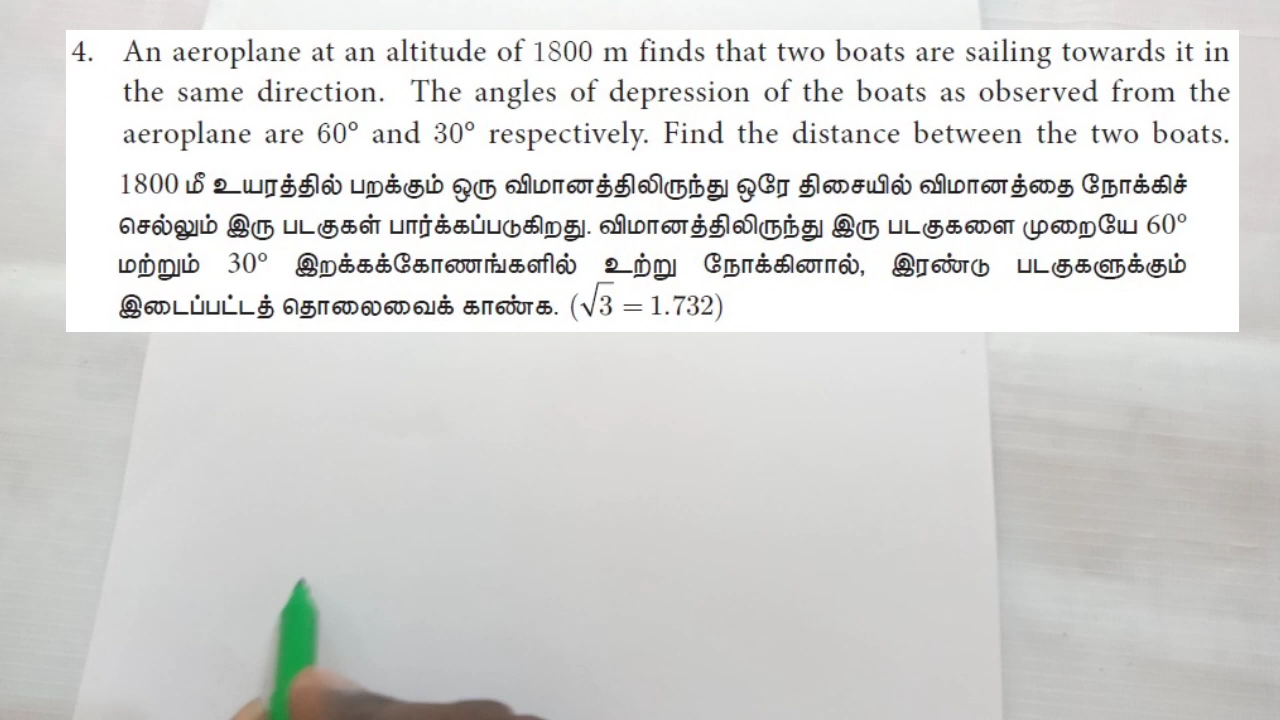 4. An aeroplane at an altitude of 1800 m finds that two boats are sailing towards it in
the same direction. The angles of depression of the boats as observed from the
aeroplane are 60° and 30° respectively. Find the distance between the two boats.
1800 மீ உயரத்தில் பறக்கும் ஒரு விமானத்திலிருந்து ஒரே திசையில் விமானத்தை நோக்கிச்
செல்லும் இரு படகுகள் பார்க்கப்படுகிறது. விமானத்திலிருந்து இரு படகுகளை முறையே 60°
மற்றும் 30° இறக்கக்கோணங்களில் உற்று நோக்கினால், இரண்டு படகுகளுக்கும்
இடைப்பட்டத் தொலைவைக் காண்க. (√3 = 1.732)